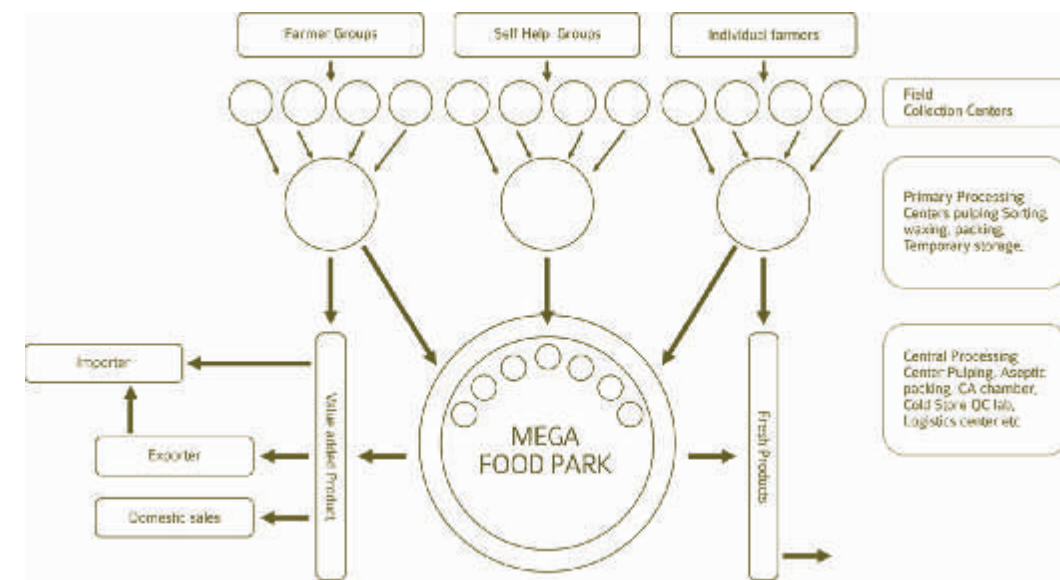 Farmer Groups
Self Help Groups
Individual farmers
Field
Collection Centers
Primary Processing
Centers pulping Sorting,
waxing, packing,
Temporary storage,
Importer
Exporter
Domestic sales
Value added Product
MEGA
FOOD PARK
Fresh Products
Central Processing
Center Pulping, Aseptic
packing, CA chamber,
Cold Store QC lab,
Logistics center etc